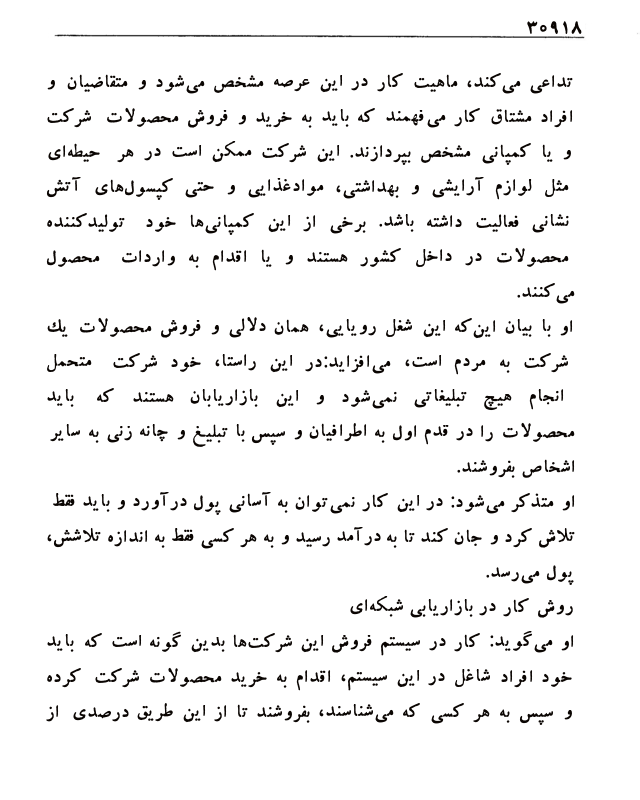 ۳۰۹۱۸
تداعی می‌کند، ماهیت کار در این عرصه مشخص می‌شود و متقاضیان و
افراد مشتاق کار می‌فهمند که باید به خرید و فروش محصولات شرکت
و یا کمپانی مشخص بپردازند. این شرکت ممکن است در هر حیطه‌ای
مثل لوازم آرایشی و بهداشتی، موادغذایی و حتی کپسول‌های آتش
نشانی فعالیت داشته باشد. برخی از این کمپانی‌ها خود تولیدکننده
محصولات در داخل کشور هستند و یا اقدام به واردات محصول
می‌کنند.
او با بیان این‌که این شغل رویایی، همان دلالی و فروش محصولات یك
شرکت به مردم است، می‌افزاید:در این راستا، خود شرکت متحمل
انجام هیچ تبلیغاتی نمی‌شود و این بازاریابان هستند که باید
محصولات را در قدم اول به اطرافیان و سپس با تبلیغ و چانه زنی به سایر
اشخاص بفروشند.
او متذکر می‌شود: در این کار نمی‌توان به آسانی پول درآورد و باید فقط
تلاش کرد و جان کند تا به درآمد رسید و به هر کسی فقط به اندازه تلاشش،
پول می‌رسد.
روش کار در بازاریابی شبکه‌ای
او می‌گوید: کار در سیستم فروش این شرکت‌ها بدین گونه است که باید
خود افراد شاغل در این سیستم، اقدام به خرید محصولات شرکت کرده
و سپس به هر کسی که می‌شناسند، بفروشند تا از این طریق درصدی از